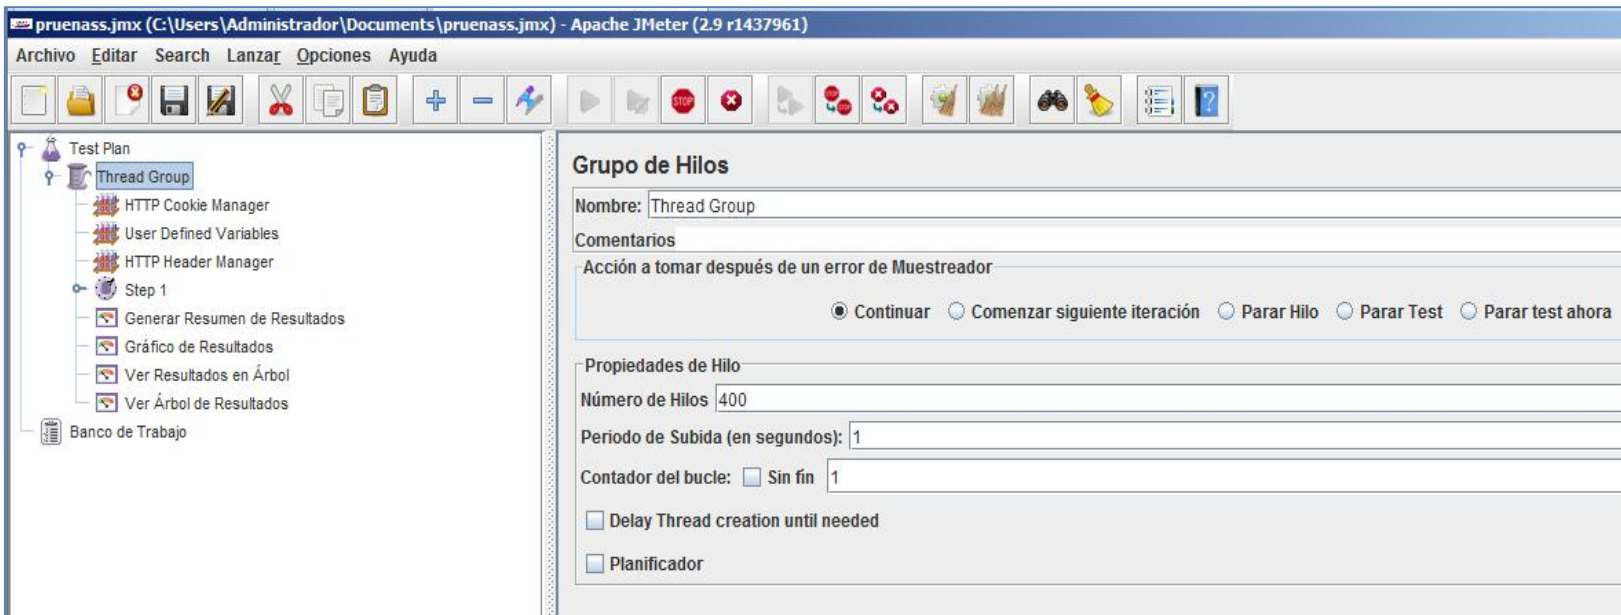 pruenass.jmx (C:\Users\Administrador\Documents\pruenass.jmx) - Apache JMeter (2.9 r1437961)
Archivo Editar Search Lanzar Opciones Ayuda
STOP
Test Plan
Thread Group
HTTP Cookie Manager
User Defined Variables
HTTP Header Manager
Step 1
Generar Resumen de Resultados
Gráfico de Resultados
Ver Resultados en Árbol
Ver Árbol de Resultados
Banco de Trabajo
Grupo de Hilos
Nombre: Thread Group
Comentarios
Acción a tomar después de un error de Muestreador
Continuar Comenzar siguiente iteración Parar Hilo Parar Test Parar test ahora
Propiedades de Hilo
Número de Hilos 400
Periodo de Subida (en segundos): 1
Contador del bucle: Sin fin 1
Delay Thread creation until needed
Planificador